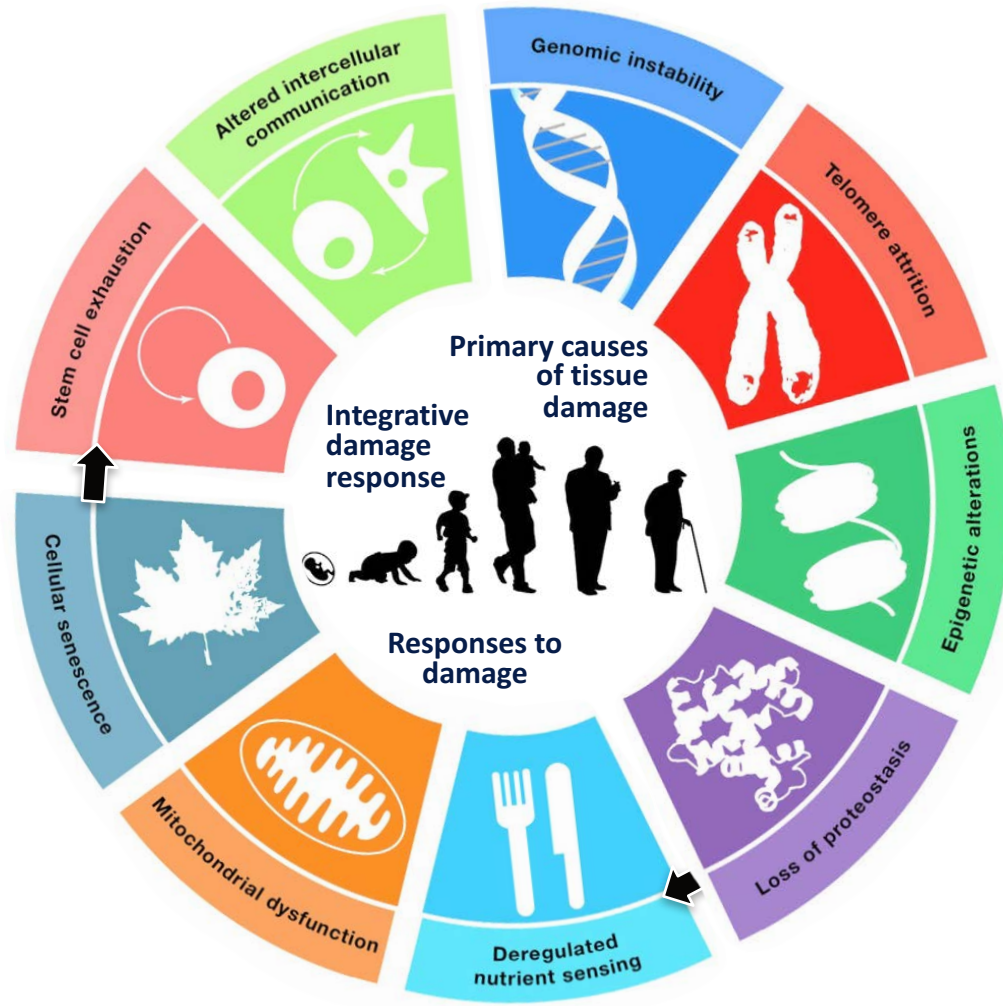 Genomic instability
Telomere attrition
Epigenetic alterations
Loss of proteostasis
Deregulated
nutrient sensing
Mitochondrial dysfunction
Cellular senescence
Stem cell exhaustion
Altered intercellular
communication
Primary causes
of tissue
damage
Integrative
damage
response
Responses to
damage